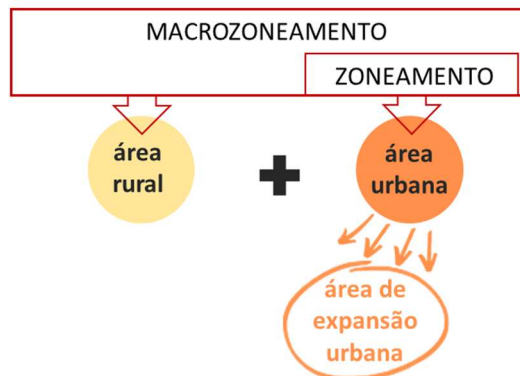 MACROZONEAMENTO
ZONEAMENTO
área
rural
área
urbana
área de
expansão
urbana